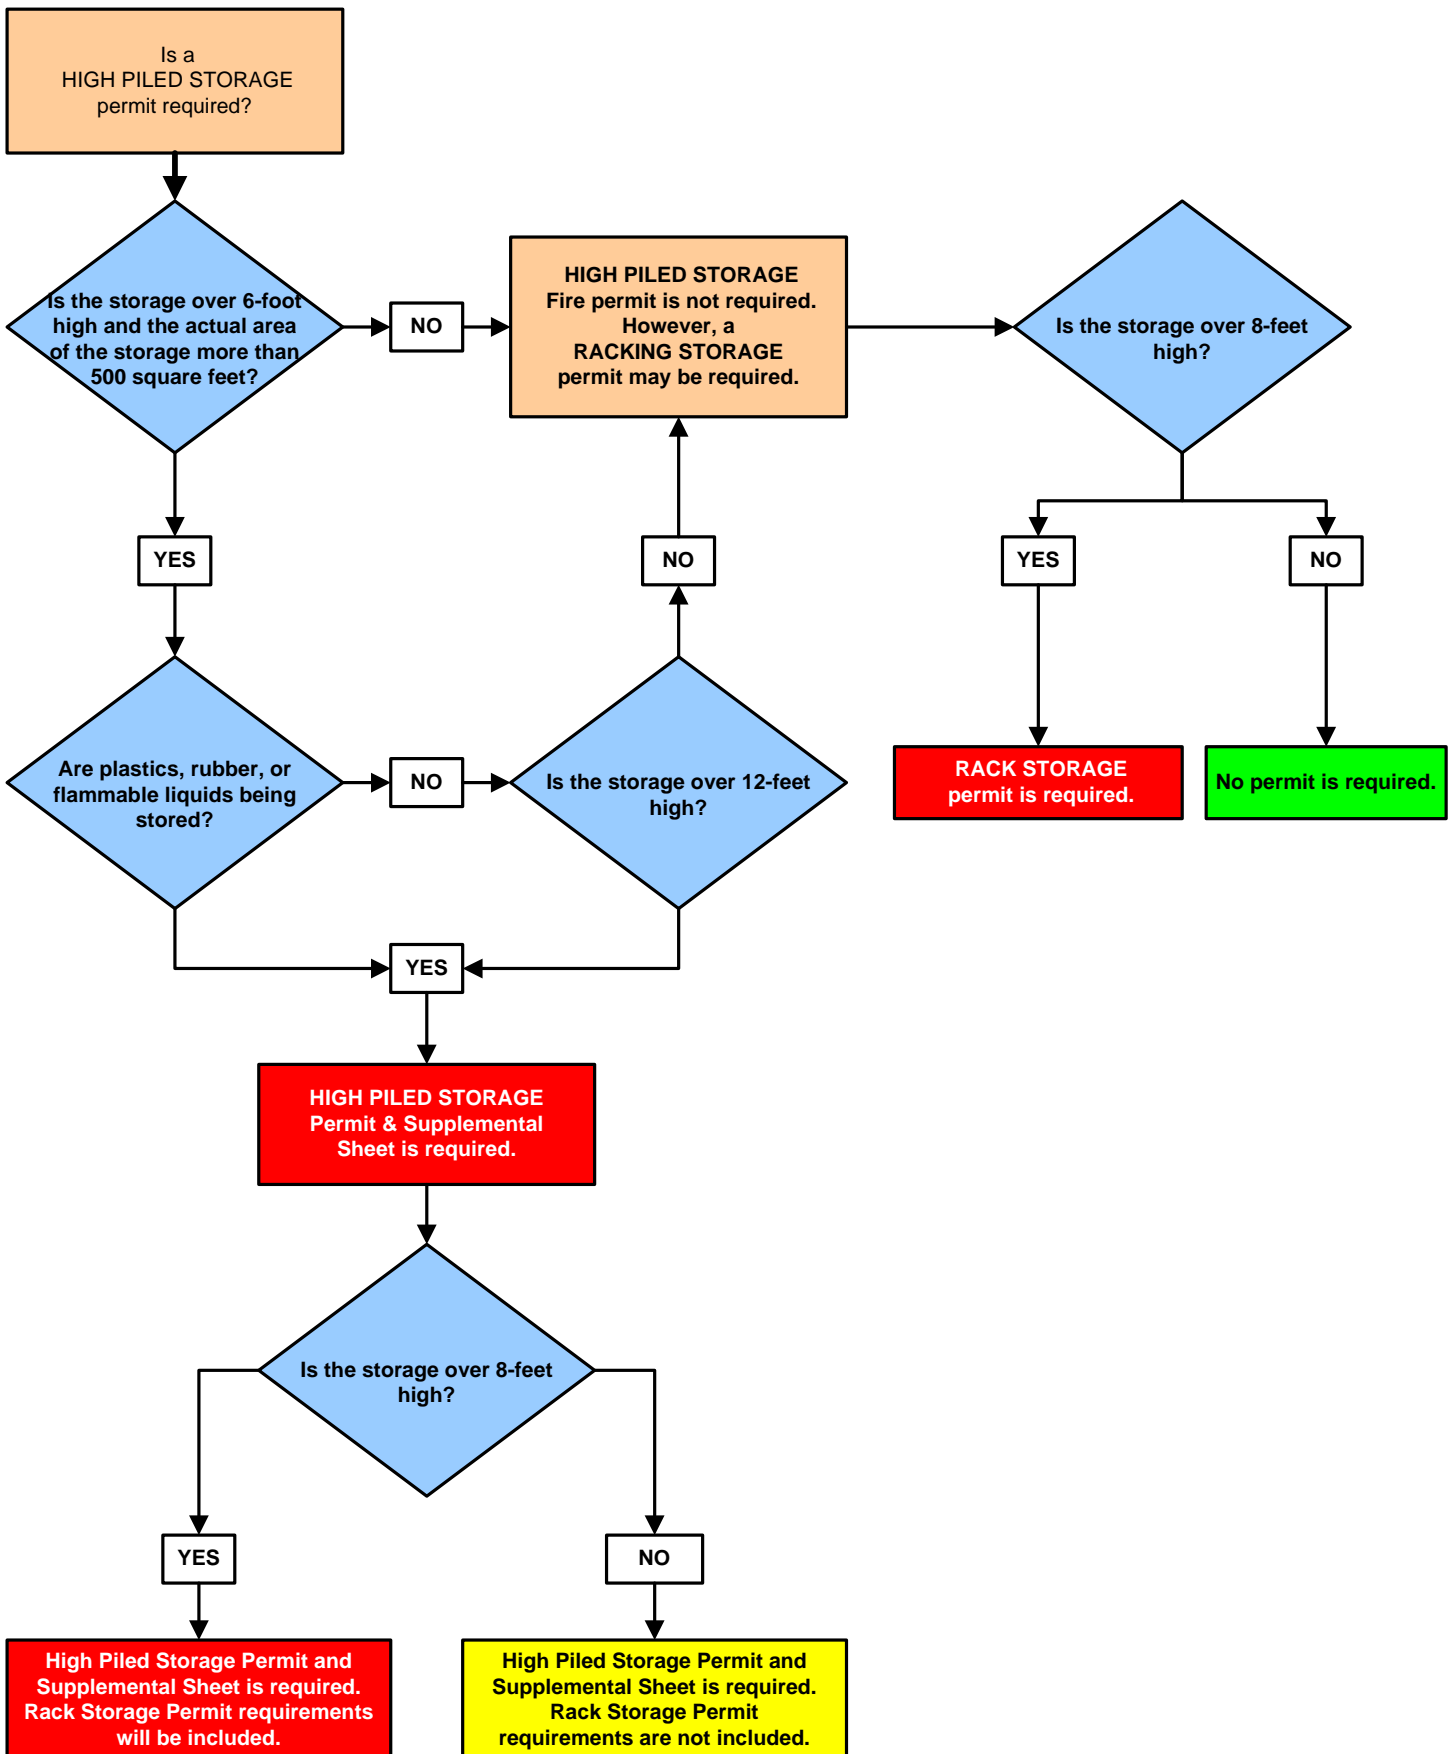 Is a
HIGH PILED STORAGE
permit required?
Is the storage over 6-foot
high and the actual area
of the storage more than
500 square feet?
NO
HIGH PILED STORAGE
Fire permit is not required.
However, a
RACKING STORAGE
permit may be required.
Is the storage over 8-feet
high?
YES
NO
YES
NO
Are plastics, rubber, or
flammable liquids being
stored?
NO
Is the storage over 12-feet
high?
RACK STORAGE
permit is required.
No permit is required.
YES
HIGH PILED STORAGE
Permit & Supplemental
Sheet is required.
Is the storage over 8-feet
high?
YES
NO
High Piled Storage Permit and
Supplemental Sheet is required.
Rack Storage Permit requirements
will be included.
High Piled Storage Permit and
Supplemental Sheet is required.
Rack Storage Permit
requirements are not included.